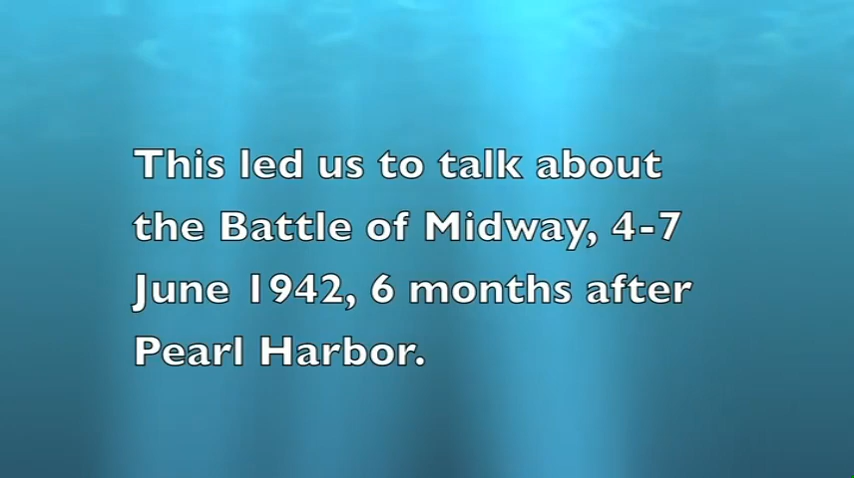 This led us to talk about
the Battle of Midway, 4-7
June 1942, 6 months after
Pearl Harbor.